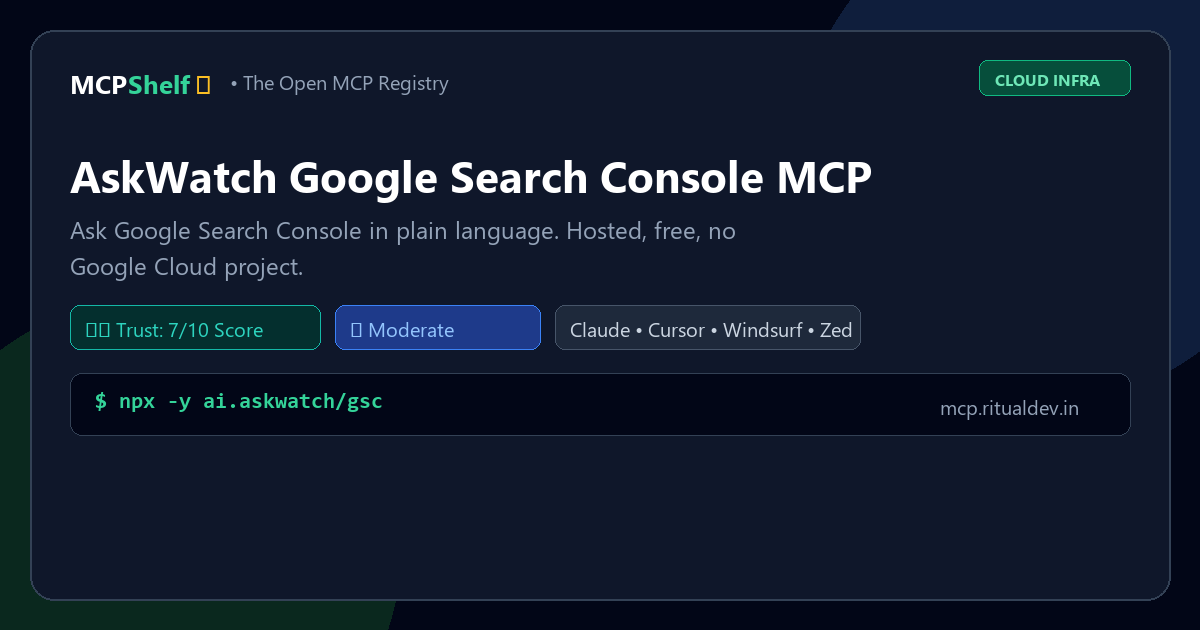 MCPShelf • The Open MCP Registry
CLOUD INFRA
AskWatch Google Search Console MCP
Ask Google Search Console in plain language. Hosted, free, no
Google Cloud project.
Trust: 7/10 Score
Moderate
Claude • Cursor • Windsurf • Zed
$ npx -y ai.askwatch/gsc
mcp.ritualdev.in